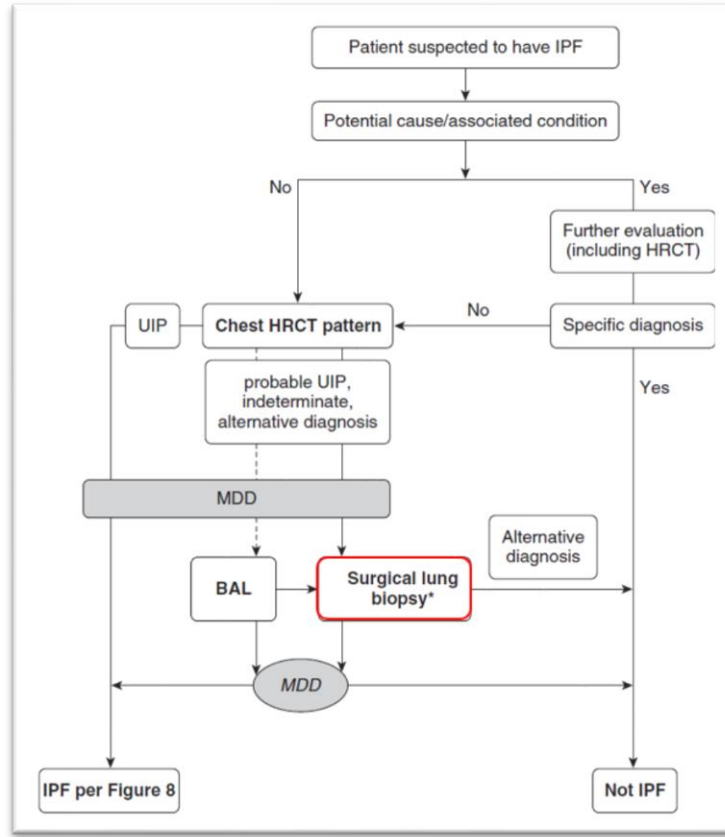 Patient suspected to have IPF
Potential cause/associated condition
No
Yes
Further evaluation
(including HRCT)
UIP
Chest HRCT pattern
No
Specific diagnosis
probable UIP,
indeterminate,
alternative diagnosis
Yes
MDD
Alternative
diagnosis
BAL
Surgical lung
biopsy*
MDD
IPF per Figure 8
Not IPF